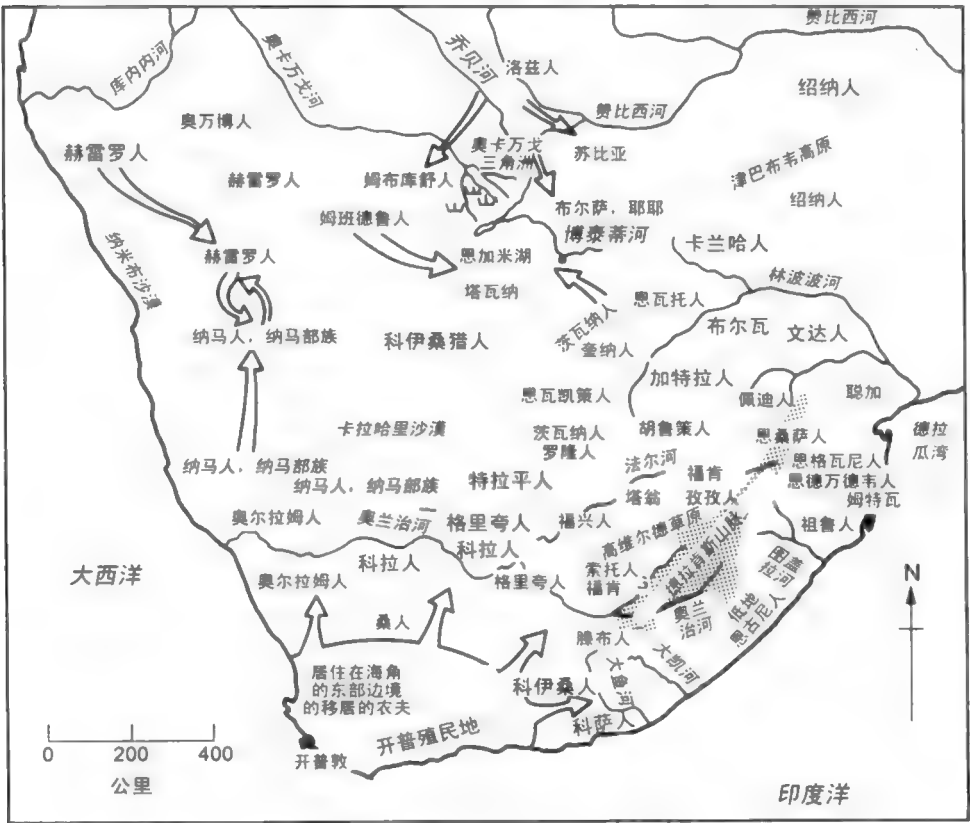 赞比西河
库内内河
奥卡万戈河
乔贝河
洛兹人
绍纳人
赞比西河
奥万博人
赫雷罗人
奥卡万戈
三角洲
苏比亚
津巴布韦高原
赫雷罗人
姆布库舒人
绍纳人
姆班德鲁人
布尔萨，耶耶
博泰蒂河
卡兰哈人
纳米布沙漠
赫雷罗人
恩加米湖
林波波河
塔瓦纳
恩瓦托人
纳马人，纳马部族
科伊桑猎人
茨瓦纳人
奎纳人
布尔瓦
文达人
加特拉人
恩瓦凯策人
佩迪人
聪加
卡拉哈里沙漠
茨瓦纳人
罗隆人
胡鲁策人
恩桑萨人
德拉
瓜湾
纳马人，纳马部族
纳马人，纳马部族
特拉平人
法尔河
福肯
恩格瓦尼人
恩德万德韦人
姆特瓦
塔翁
孜孜人
奥尔拉姆人
奥兰治河
格里夸人
福兴人
祖鲁人
高维尔德草原
科拉人
科拉人
德拉肯斯山脉
图盖
拉河
大西洋
奥尔拉姆人
格里夸人
索托人
福肯
奥兰
治河
低地
恩古尼人
N
桑人
滕布人
大凯河
居住在海角
的东部边境
的移居的农夫
科伊桑人
大鱼河
科萨
开普殖民地
0 200 400
公里
开普敦
印度洋